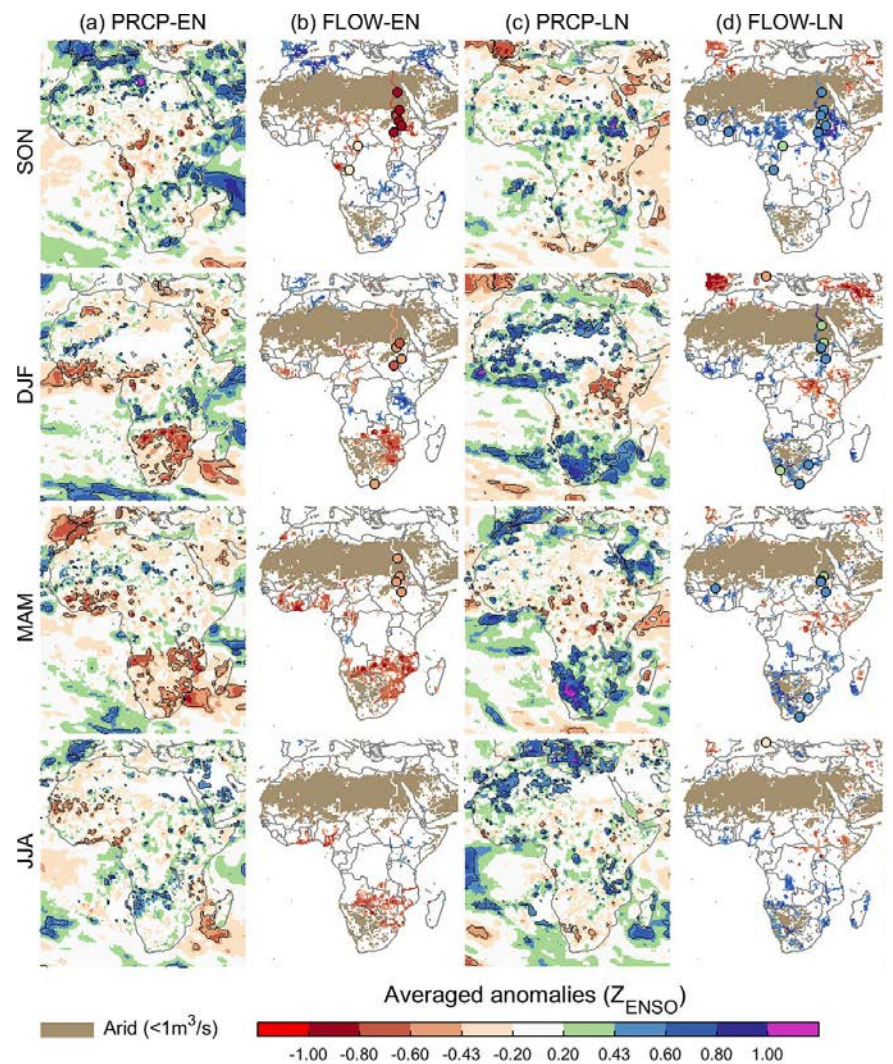 (a) PRCP-EN (b) FLOW-EN (c) PRCP-LN (d) FLOW-LN
SON
DJF
MAM
JJA
Averaged anomalies (Z_ENSO)
Arid (<1m³/s)
-1.00 -0.80 -0.60 -0.43 -0.20 0.20 0.43 0.60 0.80 1.00